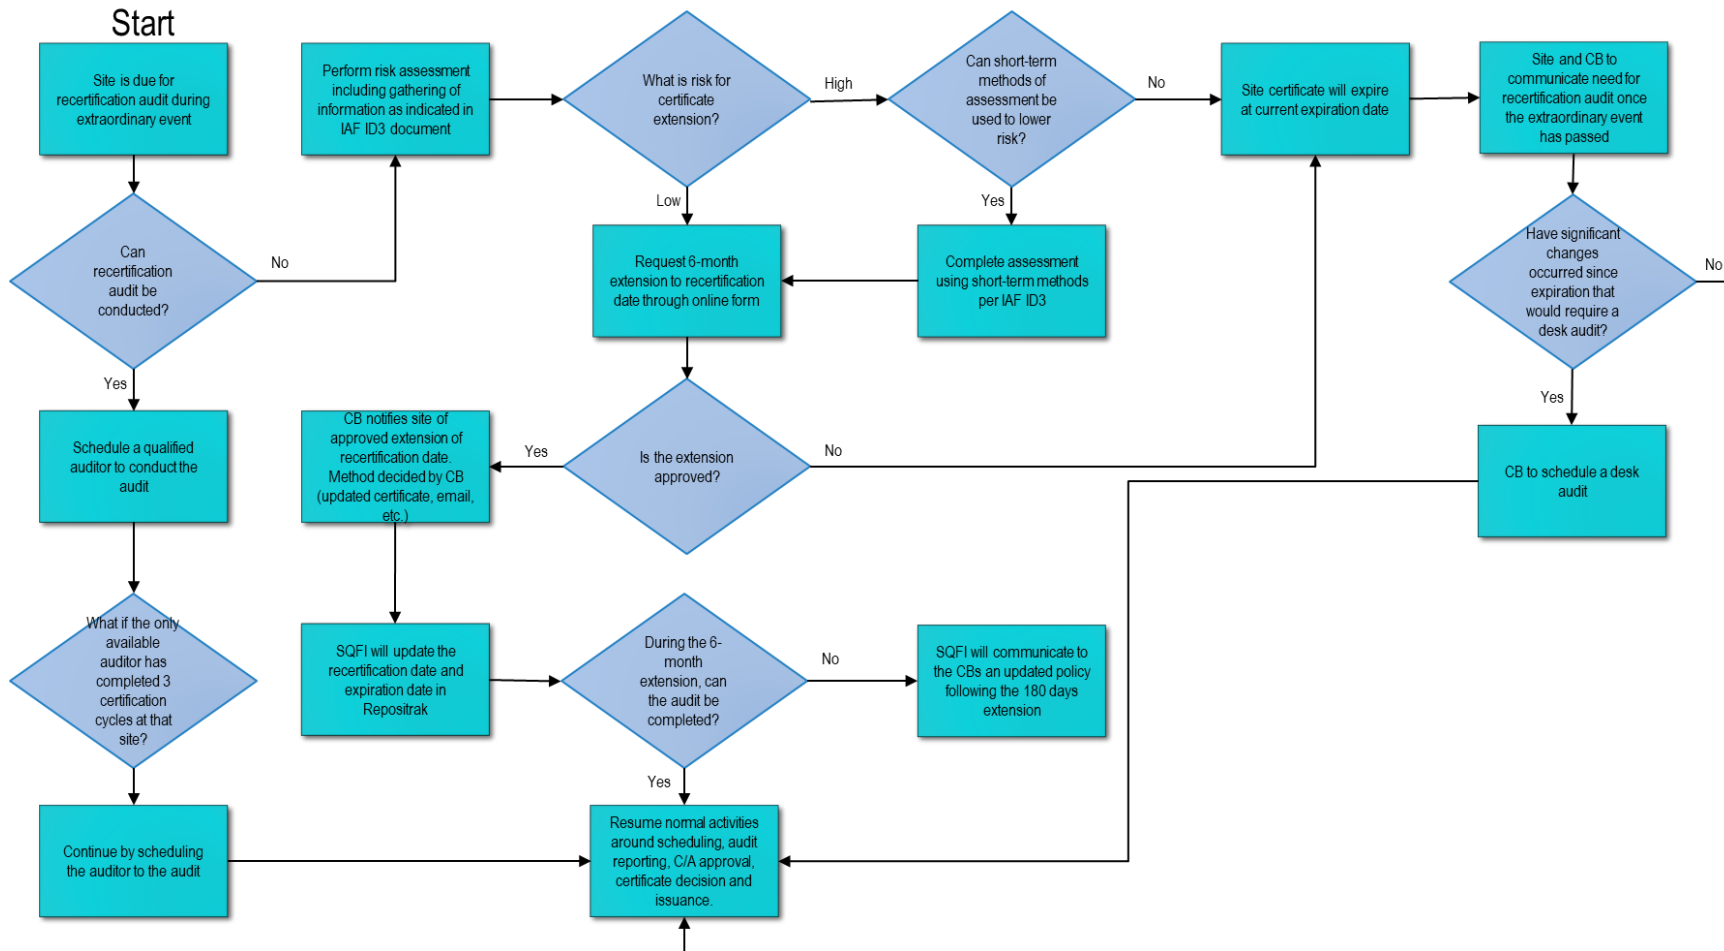 Start
Site is due for
recertification audit during
extraordinary event
Can
recertification
audit be
conducted?
No
Yes
Schedule a qualified
auditor to conduct the
audit
What if the only
available
auditor has
completed 3
certification
cycles at that
site?
Continue by scheduling
the auditor to the audit
Perform risk assessment
including gathering of
information as indicated in
IAF ID3 document
What is risk for
certificate
extension?
High
Low
Can short-term
methods of
assessment be
used to lower
risk?
No
Yes
Complete assessment
using short-term methods
per IAF ID3
Request 6-month
extension to recertification
date through online form
Is the extension
approved?
Yes
No
CB notifies site of
approved extension of
recertification date.
Method decided by CB
(updated certificate, email,
etc.)
SQFI will update the
recertification date and
expiration date in
Repositrak
During the 6-
month
extension, can
the audit be
completed?
No
SQFI will communicate to
the CBs an updated policy
following the 180 days
extension
Yes
Resume normal activities
around scheduling, audit
reporting, C/A approval,
certificate decision and
issuance.
Site certificate will expire
at current expiration date
Site and CB to
communicate need for
recertification audit once
the extraordinary event
has passed
Have significant
changes
occurred since
expiration that
would require a
desk audit?
No
Yes
CB to schedule a desk
audit